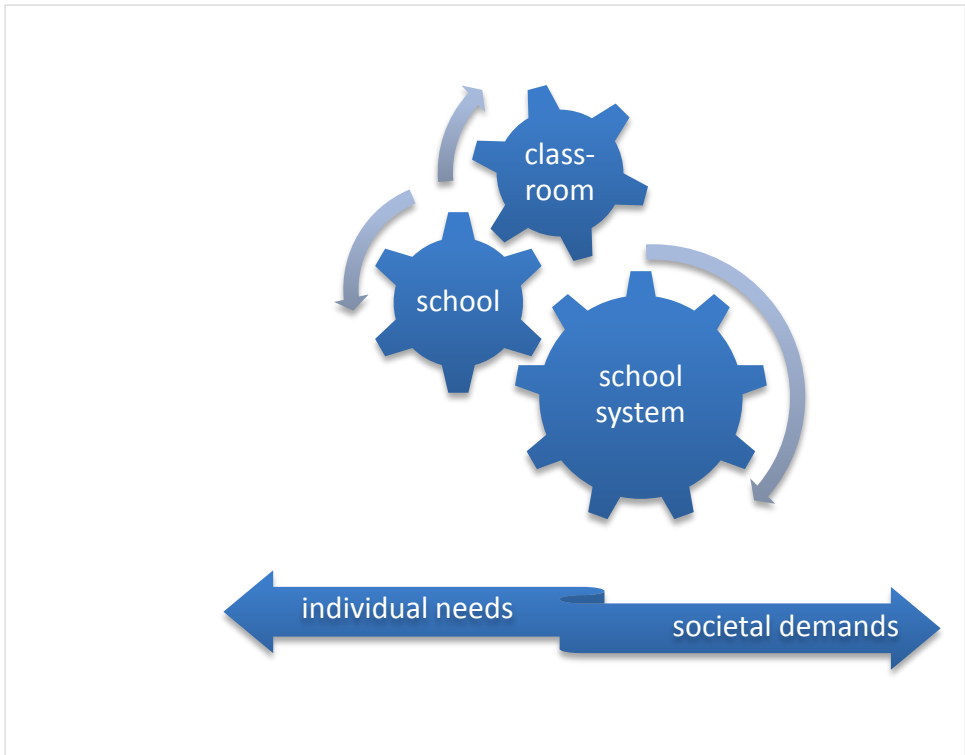 class-
room
school
school
system
individual needs
societal demands